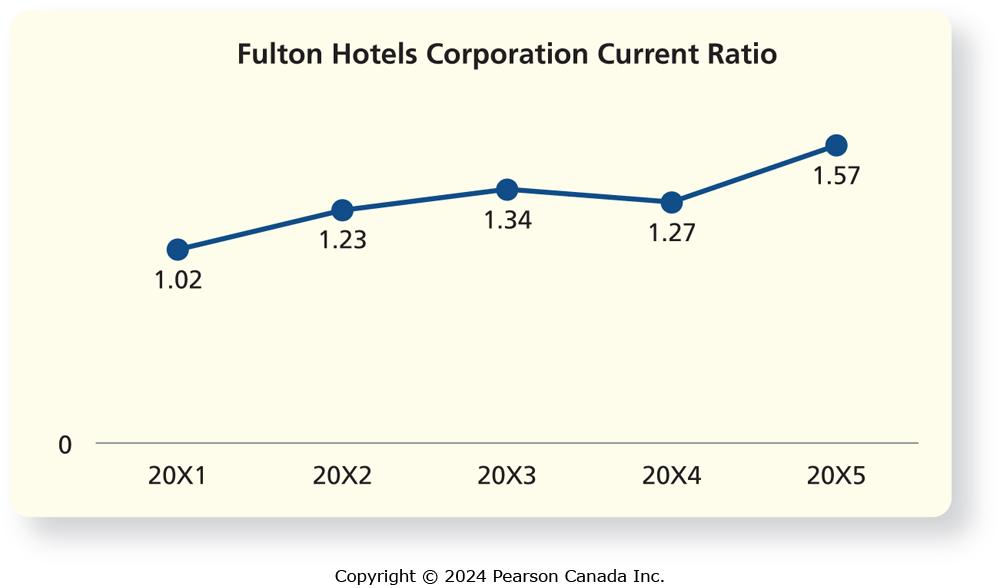 Fulton Hotels Corporation Current Ratio
1.57
1.34
1.27
1.23
1.02
0
20X1 20X2 20X3 20X4 20X5
Copyright © 2024 Pearson Canada Inc.